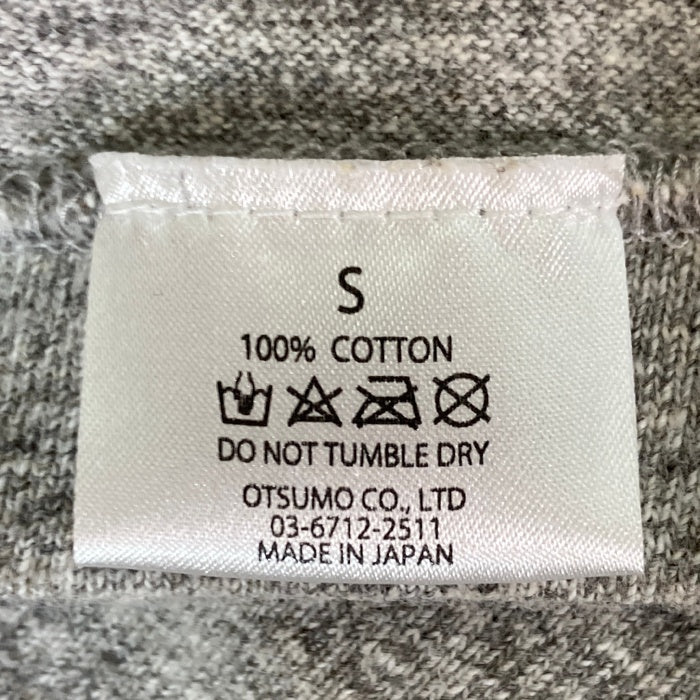 S
100% COTTON
DO NOT TUMBLE DRY
OTSUMO CO., LTD
03-6712-2511
MADE IN JAPAN